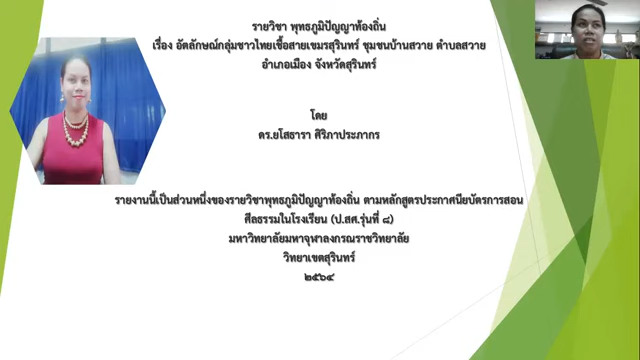 รายวิชา พุทธภูมิปัญญาท้องถิ่น
เรื่อง อัตลักษณ์กลุ่มชาวไทยเชื้อสายเขมรสุรินทร์ ชุมชนบ้านสวาย ตำบลสวาย
อำเภอเมือง จังหวัดสุรินทร์
โดย
ดร.ยโสธารา ศิริภาประภากร
รายงานนี้เป็นส่วนหนึ่งของรายวิชาพุทธภูมิปัญญาท้องถิ่น ตามหลักสูตรประกาศนียบัตรการสอน
ศีลธรรมในโรงเรียน (ป.สศ.รุ่นที่ ๘)
มหาวิทยาลัยมหาจุฬาลงกรณราชวิทยาลัย
วิทยาเขตสุรินทร์
๒๕๖๔